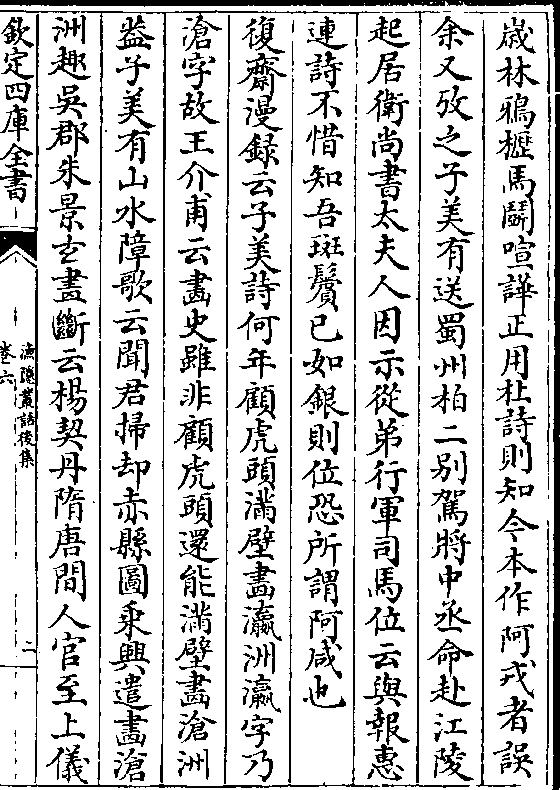 歳林鴉櫪馬鬭喧譁正用杜詩則知今本作阿戎者誤
余又攷之子美有送蜀州柏二別駕將中丞命赴江陵
起居衛尚書太夫人因示從弟行軍司馬位云與報惠
連詩不惜知吾斑鬢已如銀則位恐所謂阿咸也
復齋漫録云子美詩何年顧虎頭滿壁畫瀛洲瀛字乃
滄字故王介甫云畫史雖非顧虎頭還能滿壁畫滄洲
葢子美有山水障歌云聞君掃却赤縣圖乘興遣畫滄
洲趣吳郡朱景𤣥畫斷云楊契丹隋唐間人官至上儀
欽定四庫全書
漁隱叢話後集
卷六
二